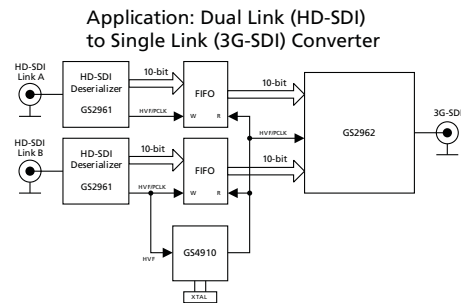 Application: Dual Link (HD-SDI)
to Single Link (3G-SDI) Converter
HD-SDI
Link A
HD-SDI
Deserializer
GS2961
10-bit
HVF/PCLK
FIFO
W R
10-bit
HVF/PCLK
GS2962
3G-SDI
HD-SDI
Link B
HD-SDI
Deserializer
GS2961
10-bit
HVF/PCLK
FIFO
W R
10-bit
HVF
GS4910
XTAL